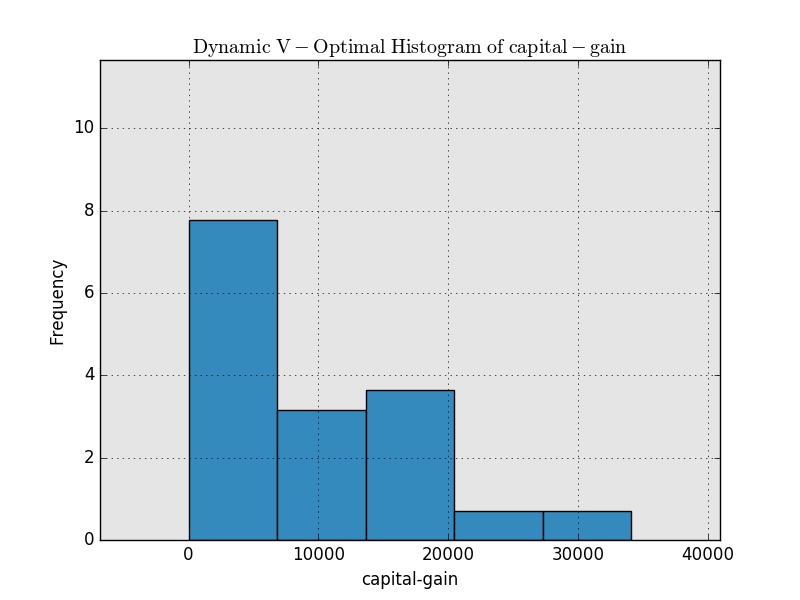 Dynamic V − Optimal Histogram of capital − gain
10
8
6
4
2
0
Frequency
0 10000 20000 30000 40000
capital-gain